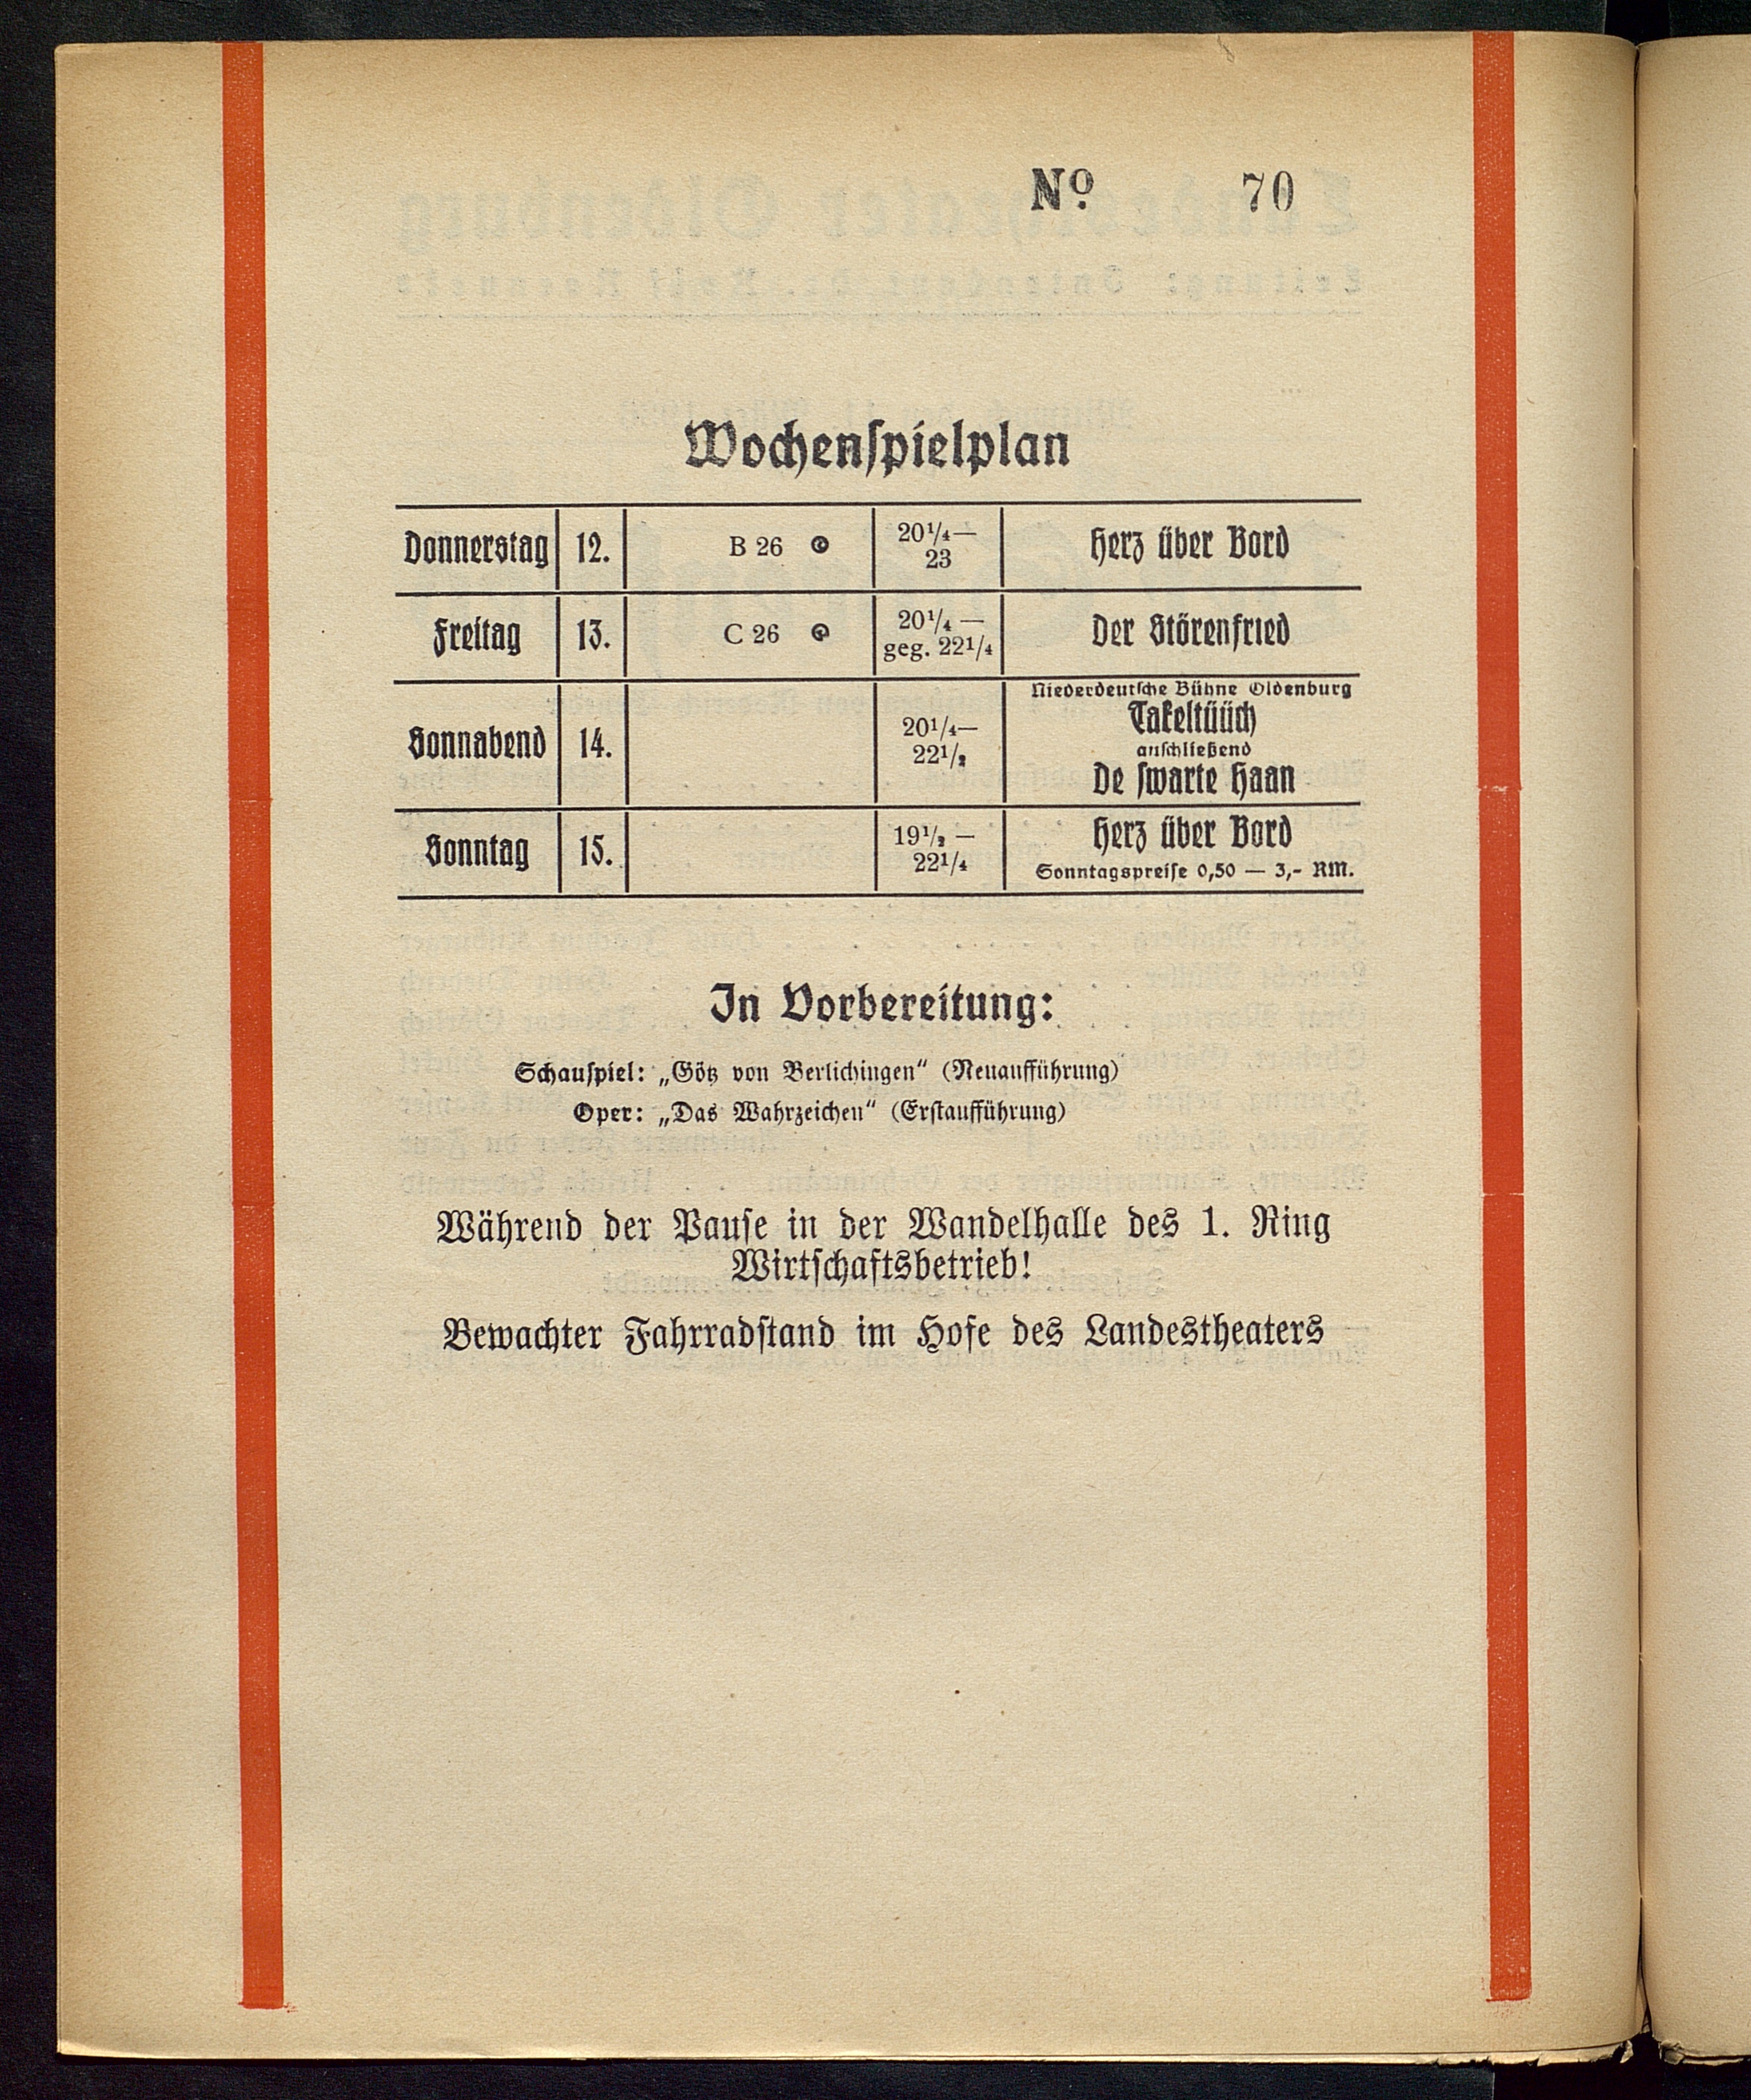 No. 70
Wochenspielplan
Donnerstag 12. B 26 20¼—23 Herz über Bord
Freitag 13. C 26 20¼ — geg. 22¼ Der Störenfried
Sonnabend 14. 20¼—22½ Niederdeutsche Bühne Oldenburg
Takeltüüch
anschließend
De swarte Haan
Sonntag 15. 19½ — 22¼ Herz über Bord
Sonntagspreise 0,50 — 3,- RM.
In Vorbereitung:
Schauspiel: „Götz von Berlichingen“ (Neuaufführung)
Oper: „Das Wahrzeichen“ (Erstaufführung)
Während der Pause in der Wandelhalle des 1. Ring
Wirtschaftsbetrieb!
Bewachter Fahrradstand im Hofe des Landestheaters